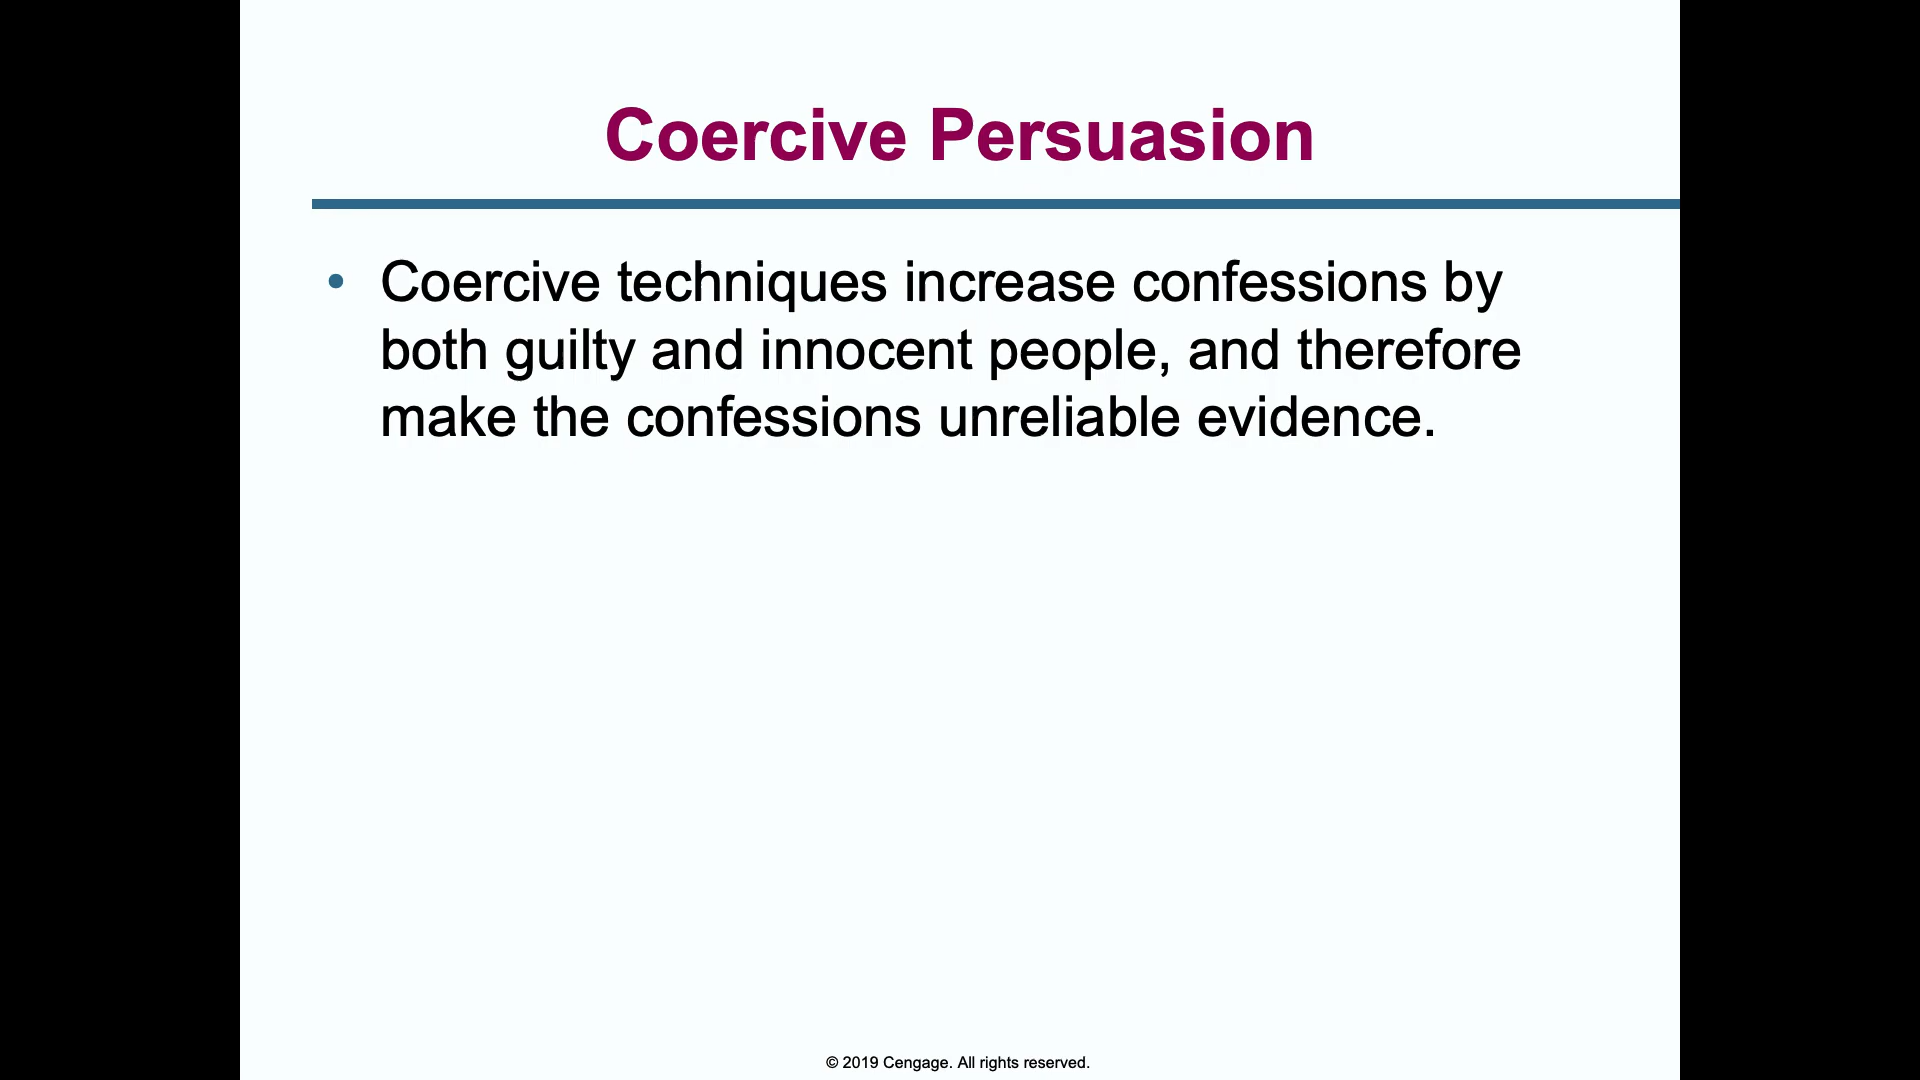 Coercive Persuasion
• Coercive techniques increase confessions by
both guilty and innocent people, and therefore
make the confessions unreliable evidence.
© 2019 Cengage. All rights reserved.